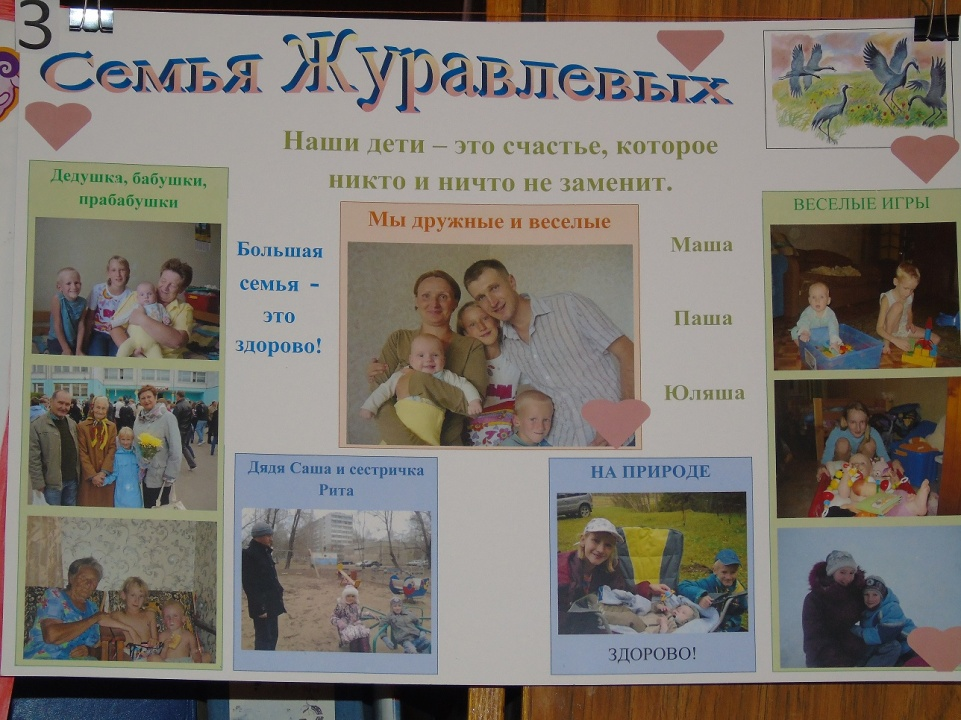 3
Семья Журавлевых
Наши дети – это счастье, которое
никто и ничто не заменит.
Дедушка, бабушки,
прабабушки
Большая
семья -
это
здорово!
Мы дружные и веселые
Маша
Паша
Юляша
ВЕСЕЛЫЕ ИГРЫ
Дядя Саша и сестричка
Рита
НА ПРИРОДЕ
ЗДОРОВО!